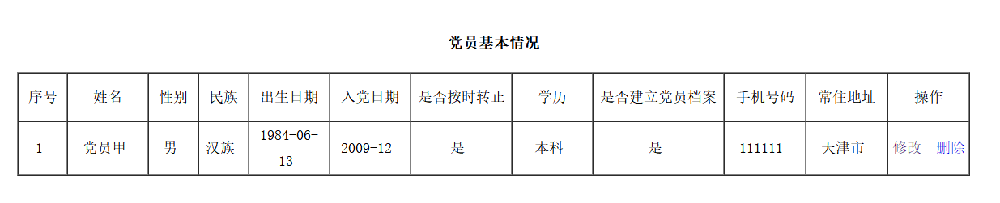 党员基本情况
序号 姓名 性别 民族 出生日期 入党日期 是否按时转正 学历 是否建立党员档案 手机号码 常住地址 操作
1 党员甲 男 汉族 1984-06-13 2009-12 是 本科 是 111111 天津市 修改 删除